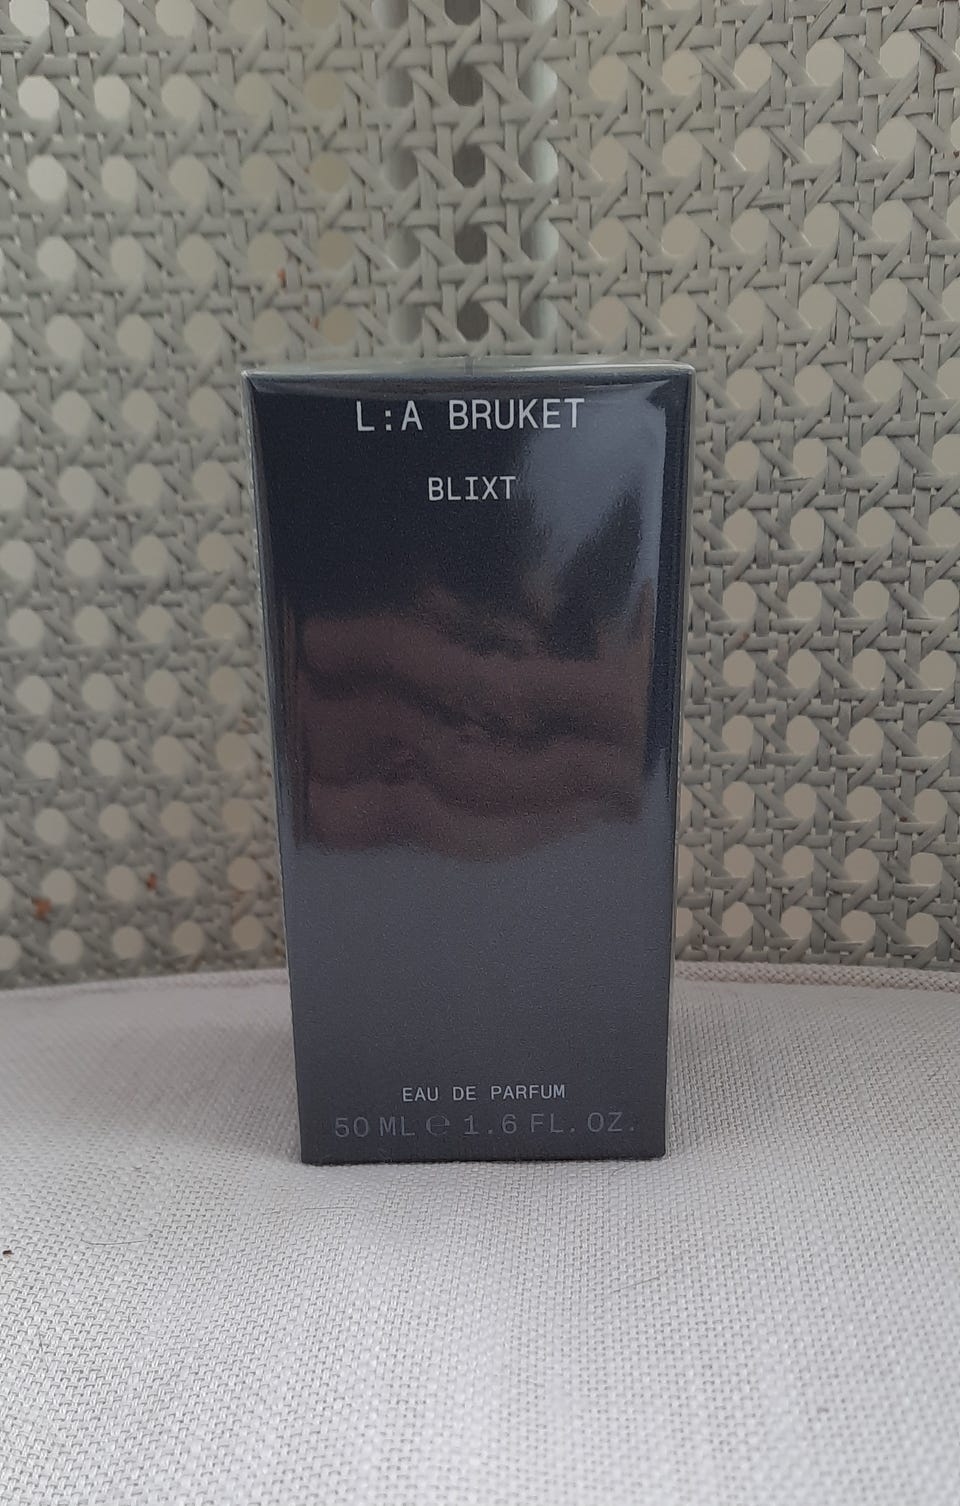 L:A BRUKET
BLIXT
EAU DE PARFUM
50 ML ℮ 1.6 FL. OZ.